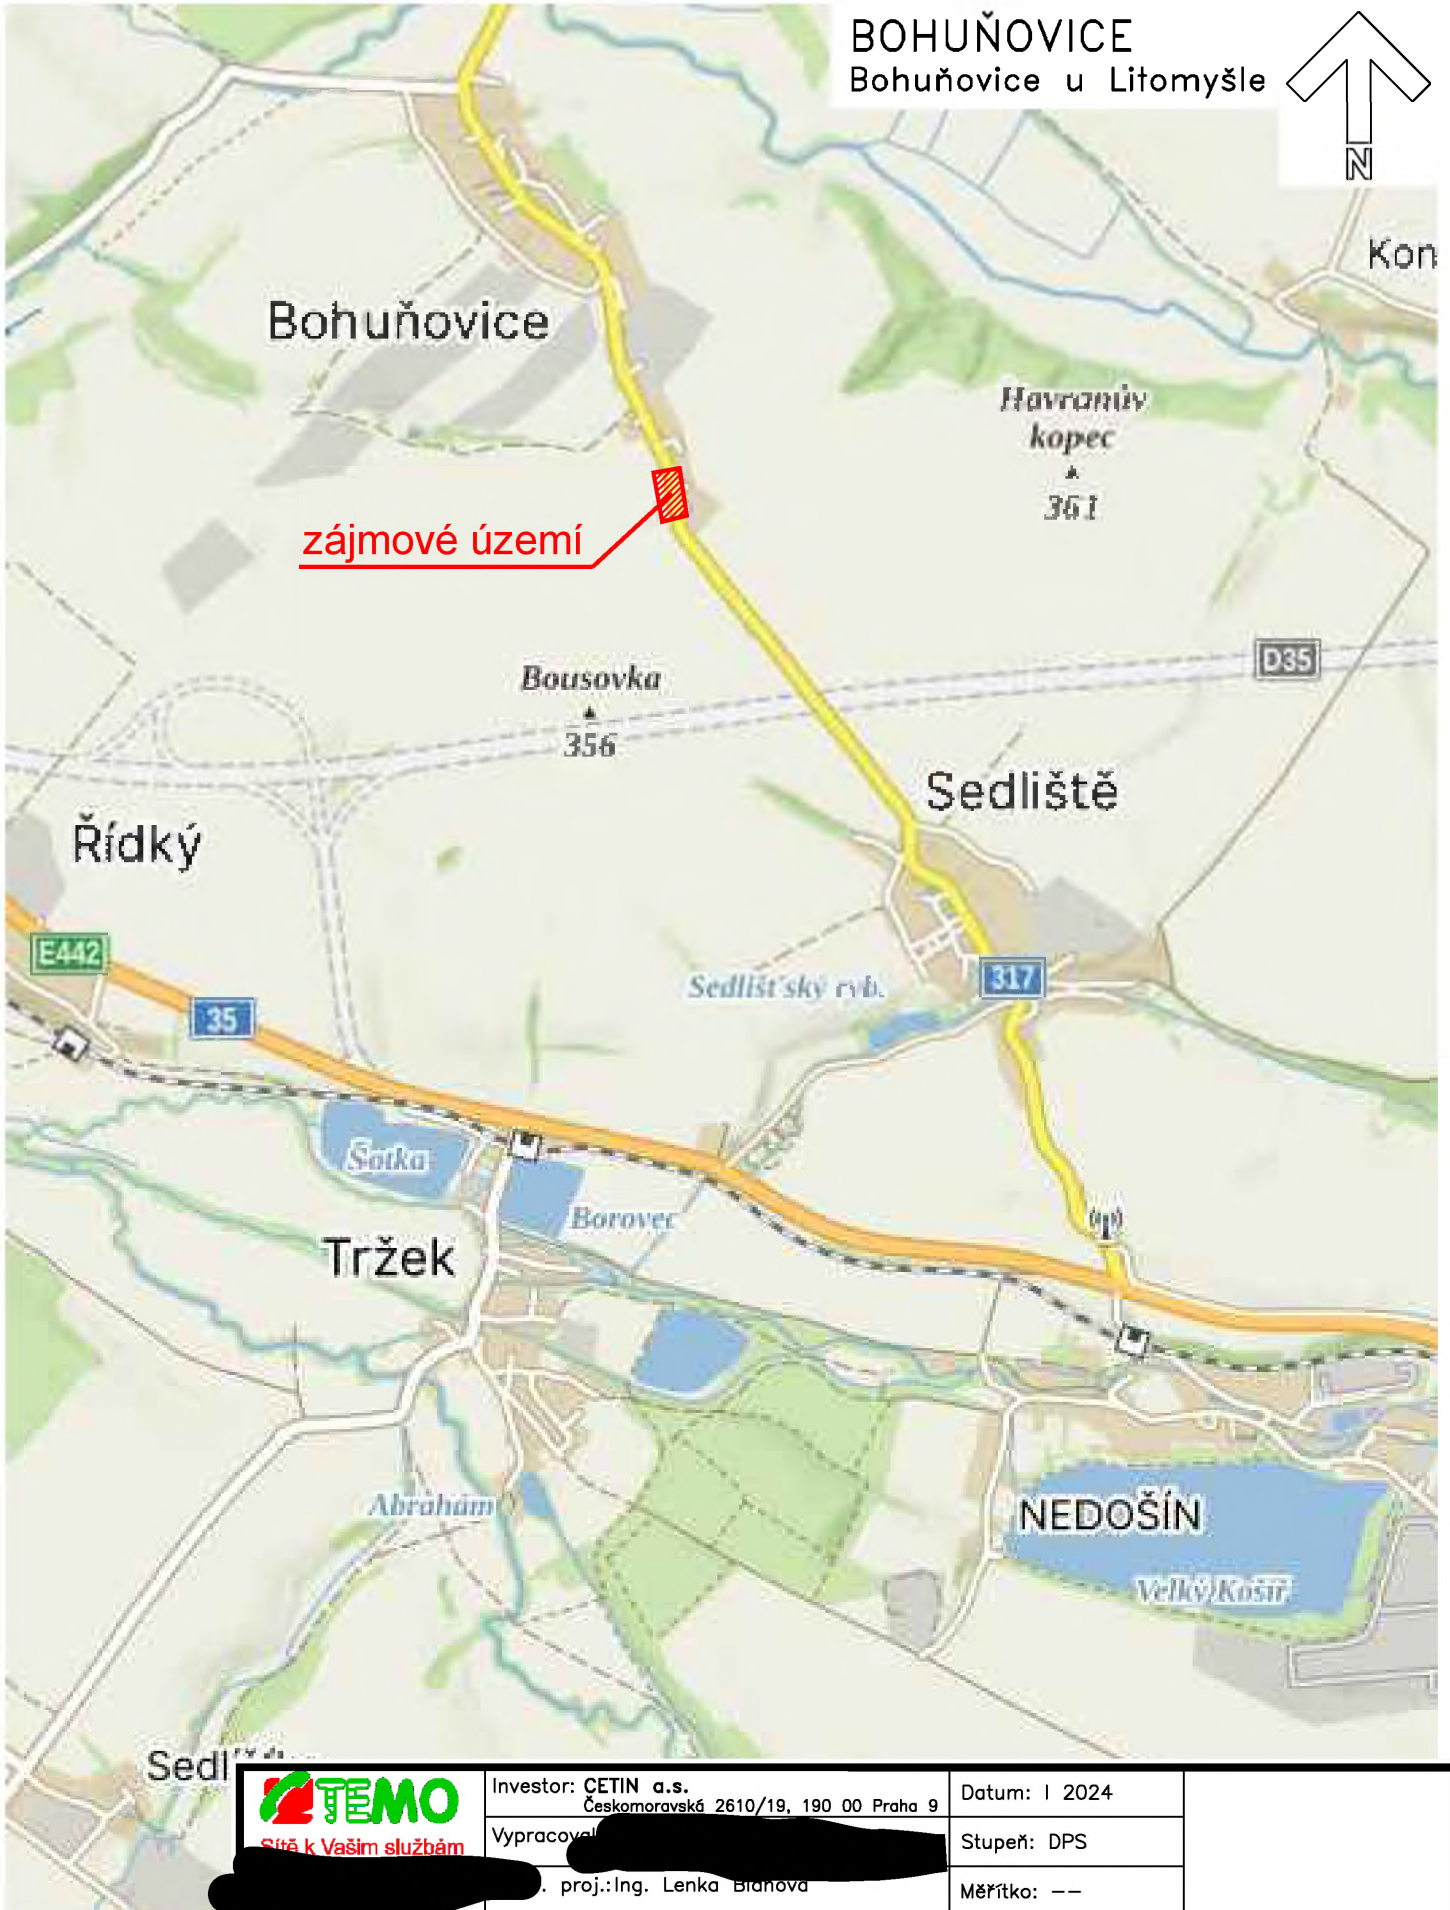 BOHUŇOVICE
Bohuňovice u Litomyšle
N
Kon
Bohuňovice
Havranův
kopec
361
zájmové území
D35
Bousovka
356
Sedliště
Řídký
E442
317
Sedlišťský ryb.
35
Šotka
Borovec
Tržek
Abrahám
NEDOŠÍN
Velký Košíř
Sedl
TEMO
Sítě k Vašim službám
Investor: CETIN a.s.
Českomoravská 2610/19, 190 00 Praha 9
Datum: I 2024
Vypracoval
Stupeň: DPS
. proj.: Ing. Lenka
Měřítko: --